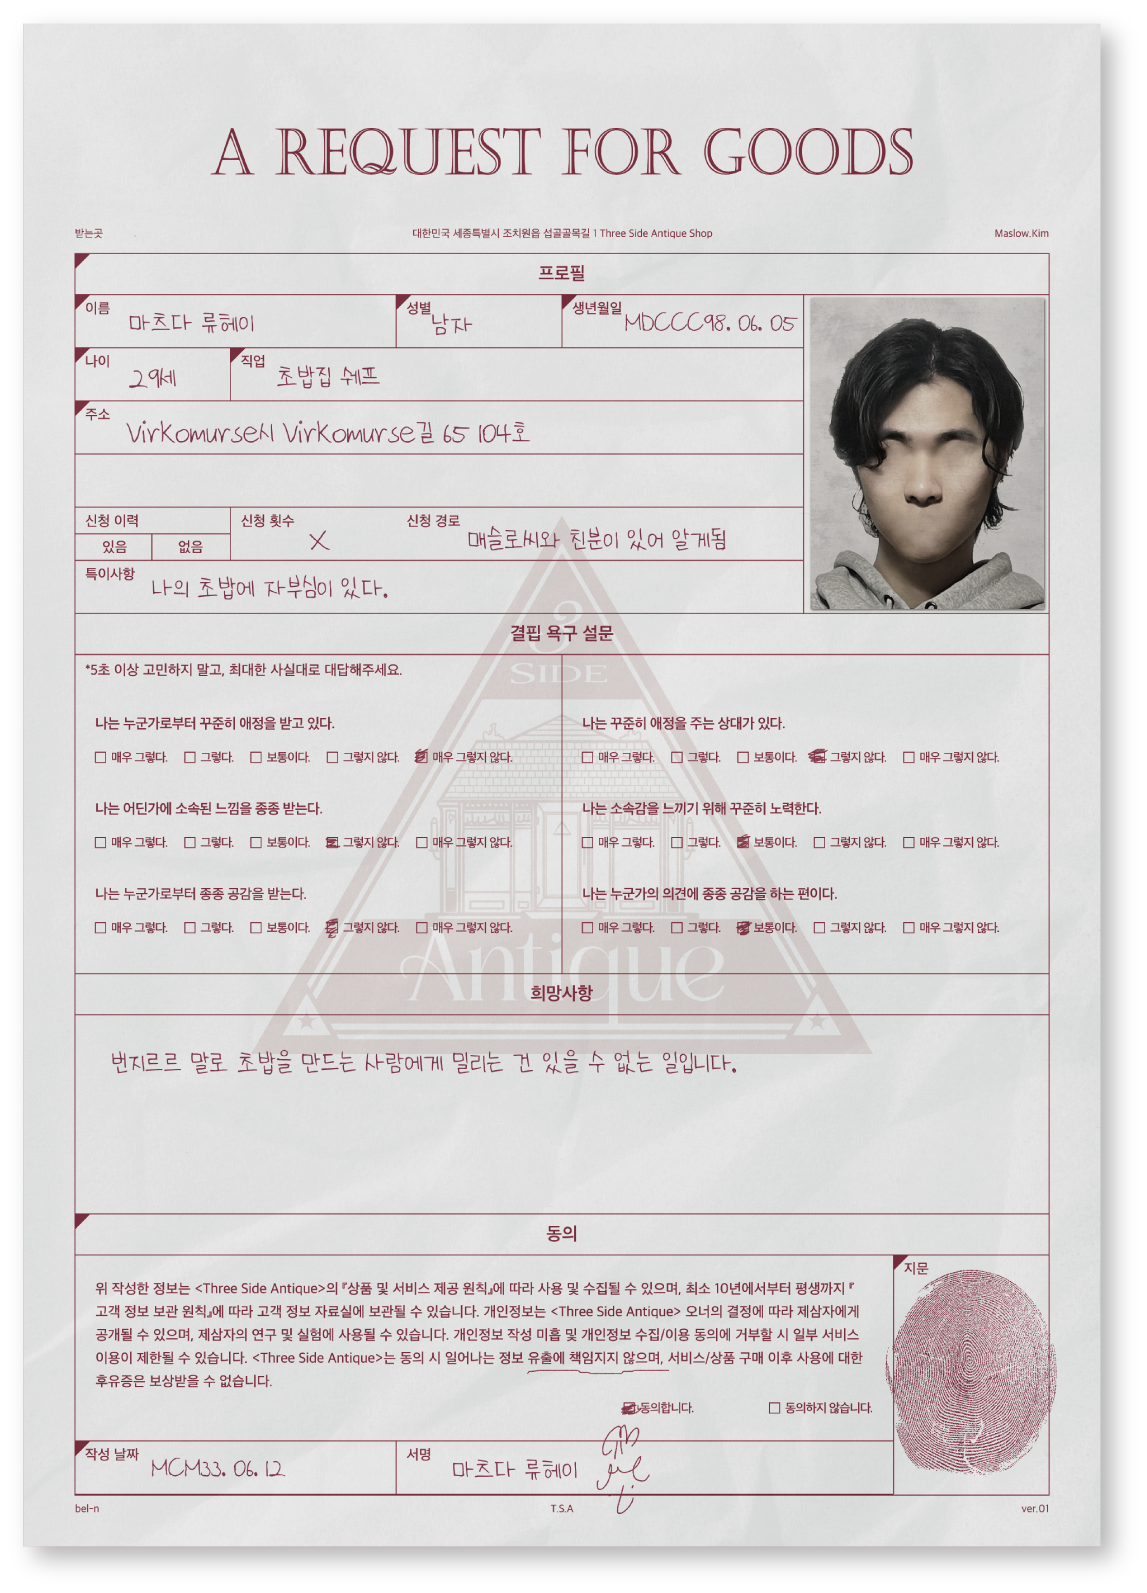 A REQUEST FOR GOODS
받는곳 대한민국 세종특별시 조치원읍 섭골골목길 1 Three Side Antique Shop Maslow.Kim
프로필
이름 마츠다 류헤이 성별 남자 생년월일 MDCCC98. 06. 05
나이 29세 직업 초밥집 쉐프
주소 Virkomurse시 Virkomurse길 65 104호
신청 이력 신청 횟수 X 신청 경로 매슬로씨와 친분이 있어 알게됨
있음 없음
특이사항 나의 초밥에 자부심이 있다.
3
SIDE
결핍 욕구 설문
*5초 이상 고민하지 말고, 최대한 사실대로 대답해주세요.
나는 누군가로부터 꾸준히 애정을 받고 있다. 나는 꾸준히 애정을 주는 상대가 있다.
매우 그렇다. 그렇다. 보통이다. 그렇지 않다. 매우 그렇지 않다. 매우 그렇다. 그렇다. 보통이다. 그렇지 않다. 매우 그렇지 않다.
나는 어딘가에 소속된 느낌을 종종 받는다. 나는 소속감을 느끼기 위해 꾸준히 노력한다.
매우 그렇다. 그렇다. 보통이다. 그렇지 않다. 매우 그렇지 않다. 매우 그렇다. 그렇다. 보통이다. 그렇지 않다. 매우 그렇지 않다.
나는 누군가로부터 종종 공감을 받는다. 나는 누군가의 의견에 종종 공감을 하는 편이다.
매우 그렇다. 그렇다. 보통이다. 그렇지 않다. 매우 그렇지 않다. 매우 그렇다. 그렇다. 보통이다. 그렇지 않다. 매우 그렇지 않다.
Antique
희망사항
번지르르 말로 초밥을 만드는 사람에게 밀리는 건 있을 수 없는 일입니다.
동의
위 작성한 정보는 <Three Side Antique>의 『상품 및 서비스 제공 원칙』에 따라 사용 및 수집될 수 있으며, 최소 10년에서부터 평생까지 『
고객 정보 보관 원칙』에 따라 고객 정보 자료실에 보관될 수 있습니다. 개인정보는 <Three Side Antique> 오너의 결정에 따라 제삼자에게
공개될 수 있으며, 제삼자의 연구 및 실험에 사용될 수 있습니다. 개인정보 작성 미흡 및 개인정보 수집/이용 동의에 거부할 시 일부 서비스
이용이 제한될 수 있습니다. <Three Side Antique>는 동의 시 일어나는 정보 유출에 책임지지 않으며, 서비스/상품 구매 이후 사용에 대한
후유증은 보상받을 수 없습니다.
동의합니다. 동의하지 않습니다.
지문
작성 날짜 MCM33. 06. 12 서명 마츠다 류헤이
bel-n T.S.A ver.01